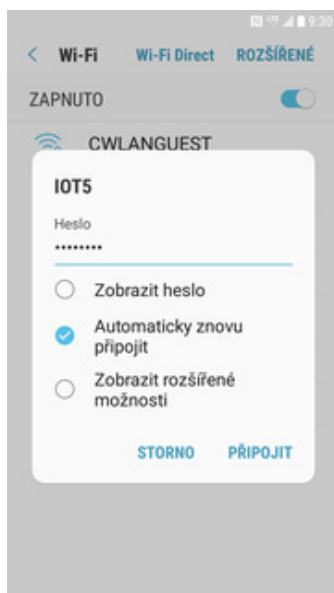 LTE 9:30
Wi-Fi Wi-Fi Direct ROZŠÍŘENÉ
ZAPNUTO
CWLANGUEST
IOT5
Heslo
••••••••
Zobrazit heslo
Automaticky znovu
připojit
Zobrazit rozšířené
možnosti
STORNO PŘIPOJIT